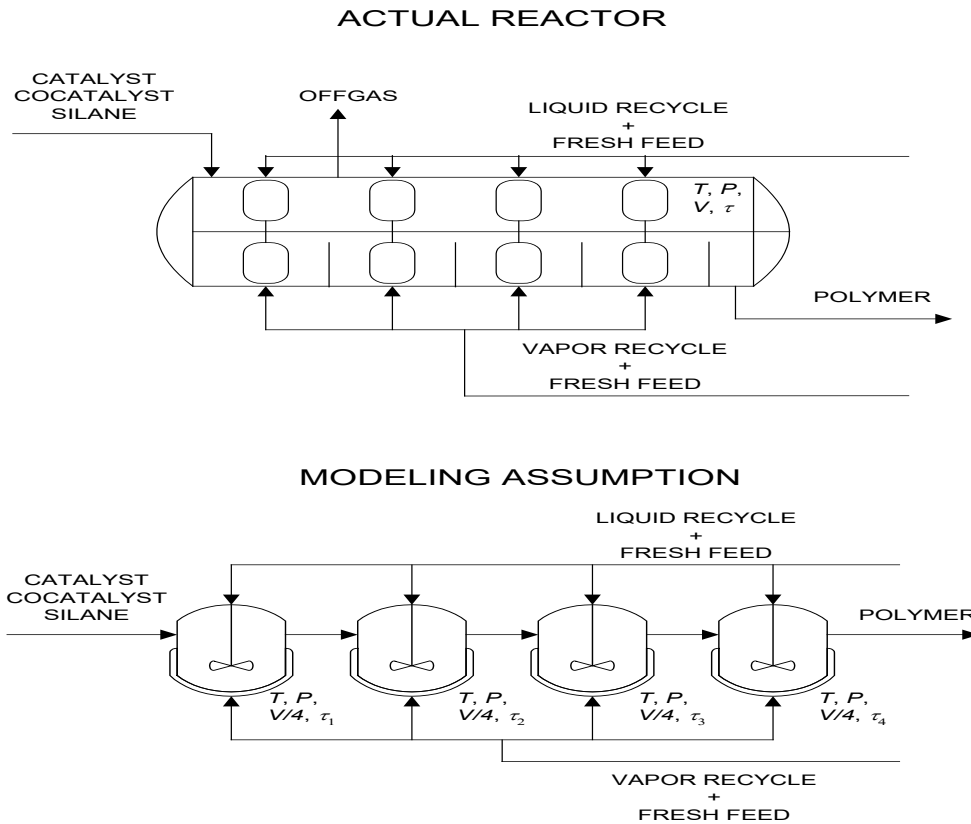 ACTUAL REACTOR
CATALYST
COCATALYST
SILANE
OFFGAS
LIQUID RECYCLE
+
FRESH FEED
T, P,
V, τ
POLYMER
VAPOR RECYCLE
+
FRESH FEED
MODELING ASSUMPTION
LIQUID RECYCLE
+
FRESH FEED
CATALYST
COCATALYST
SILANE
POLYMER
T, P,
V/4, τ₁
T, P,
V/4, τ₂
T, P,
V/4, τ₃
T, P,
V/4, τ₄
VAPOR RECYCLE
+
FRESH FEED